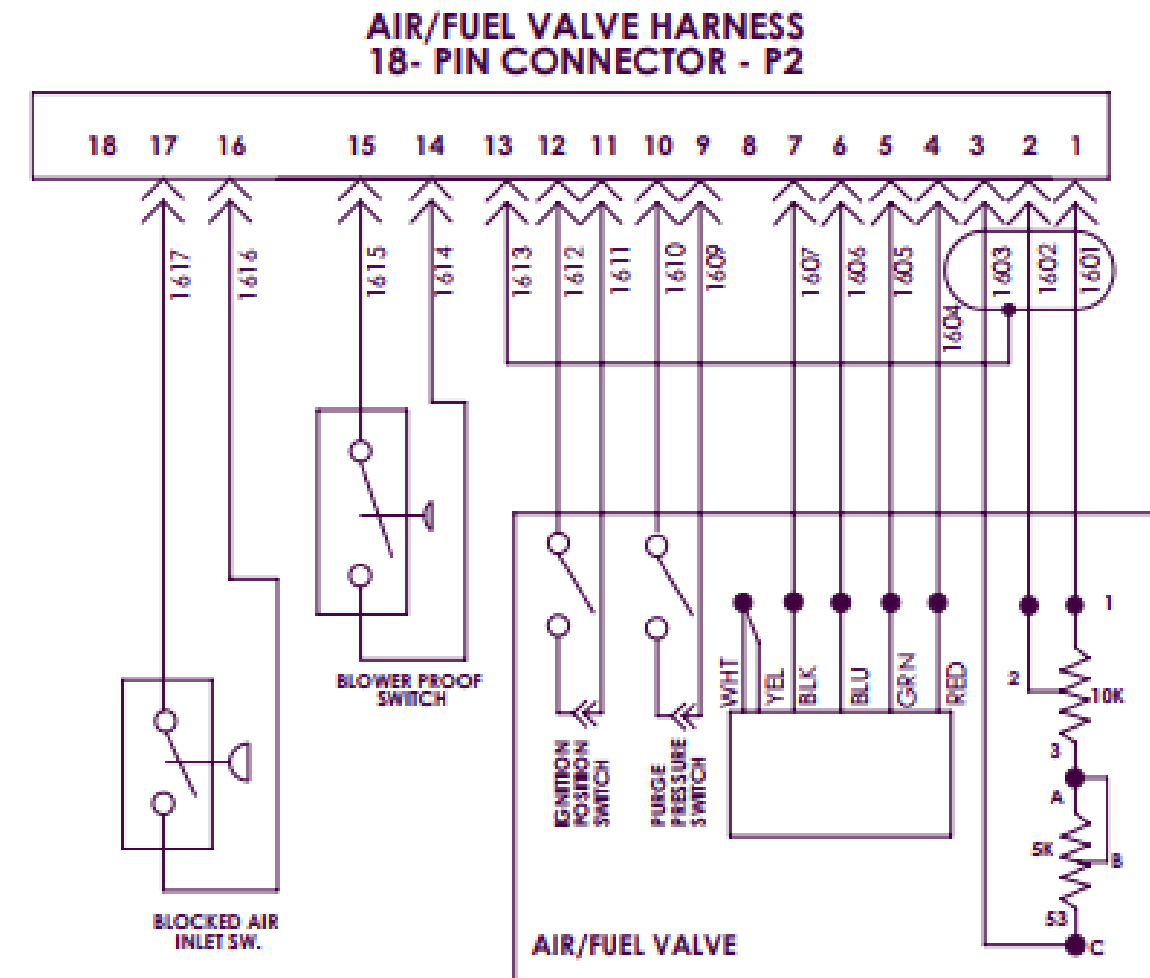 AIR/FUEL VALVE HARNESS
18- PIN CONNECTOR - P2
18 17 16 15 14 13 12 11 10 9 8 7 6 5 4 3 2 1
1617
1616
1615
1614
1613
1612
1611
1610
1609
1607
1606
1605
1604
1603
1602
1601
1
WHT
YEL
BLK
BLU
GRN
RED
2
10K
3
A
5K
B
53
C
BLOWER PROOF
SWITCH
IGNITION
POSITION
SWITCH
PURGE
PRESSURE
SWITCH
BLOCKED AIR
INLET SW.
AIR/FUEL VALVE